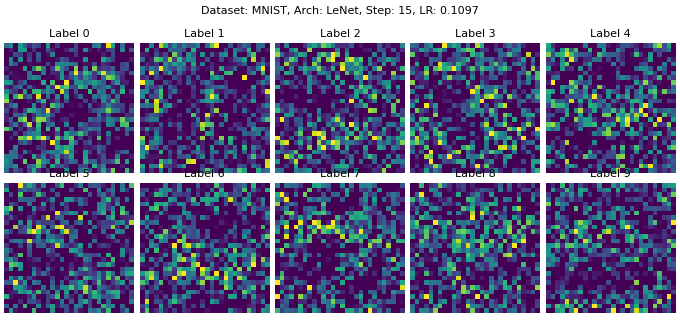 Dataset: MNIST, Arch: LeNet, Step: 15, LR: 0.1097
Label 0 Label 1 Label 2 Label 3 Label 4
Label 5 Label 6 Label 7 Label 8 Label 9